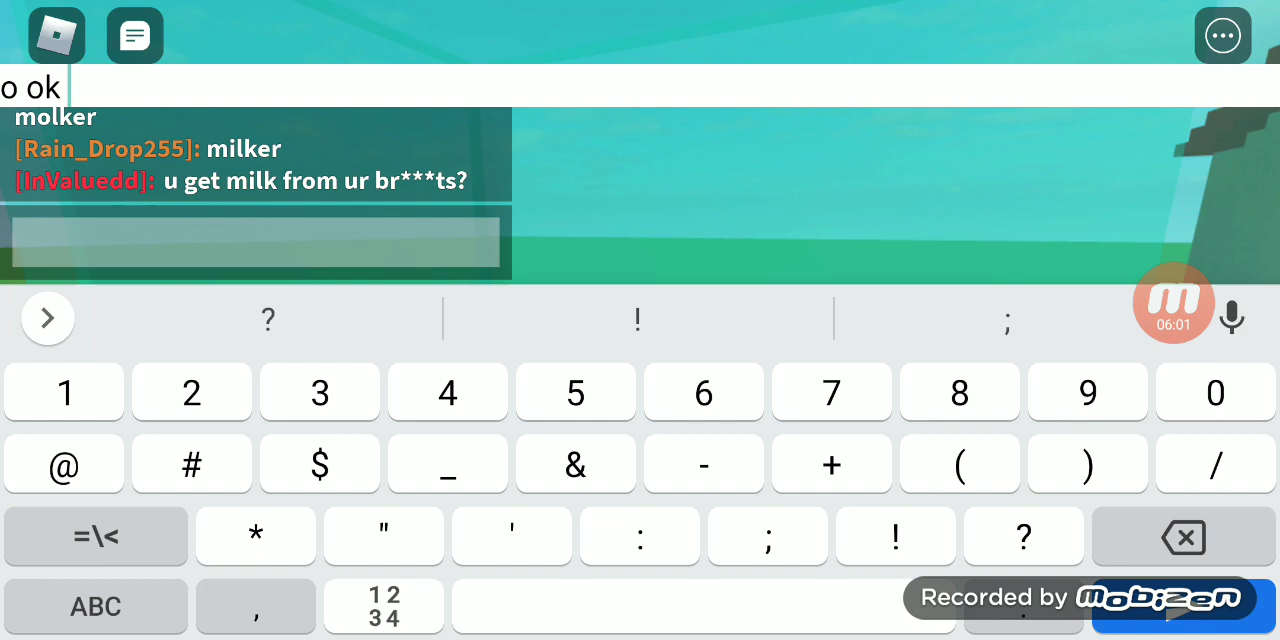 o ok
molker
[Rain_Drop255]: milker
[InValuedd]: u get milk from ur br***ts?
? ! ;
06:01
1 2 3 4 5 6 7 8 9 0
@ # $ _ & - + ( ) /
=\< * " ' : ; ! ?
ABC , 12 34 .
Recorded by mobizen